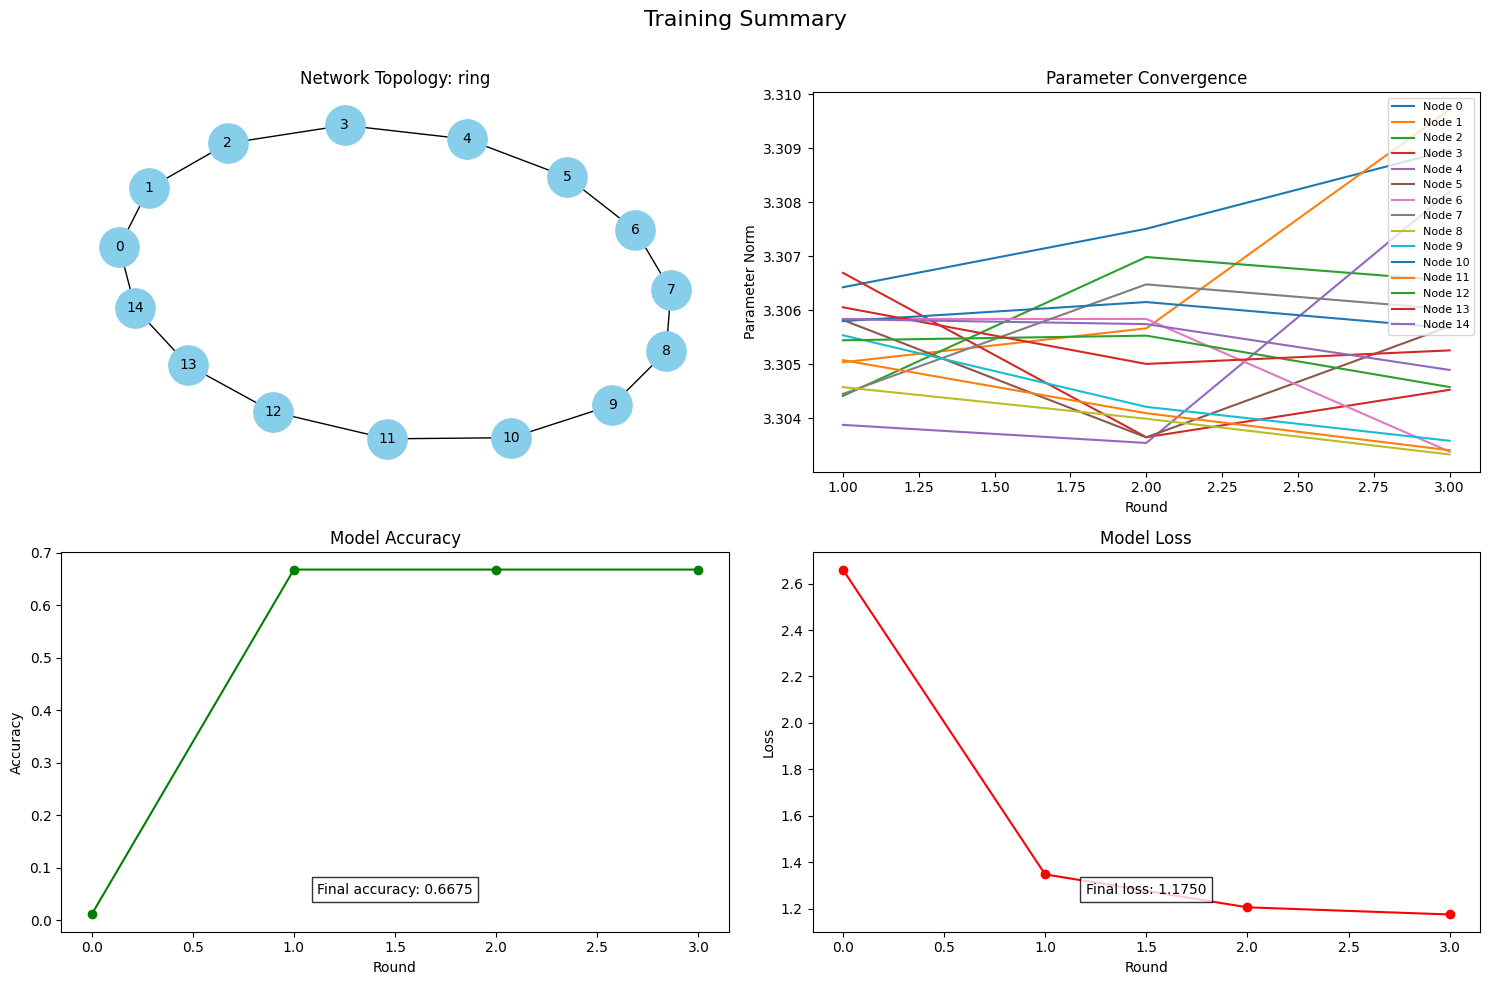 Training Summary
Network Topology: ring
3
2
4
5
1
6
0
7
14
8
13
9
12
11
10
Parameter Convergence
Parameter Norm
3.310
3.309
3.308
3.307
3.306
3.305
3.304
Node 0
Node 1
Node 2
Node 3
Node 4
Node 5
Node 6
Node 7
Node 8
Node 9
Node 10
Node 11
Node 12
Node 13
Node 14
1.00 1.25 1.50 1.75 2.00 2.25 2.50 2.75 3.00
Round
Model Accuracy
Accuracy
0.7
0.6
0.5
0.4
0.3
0.2
0.1
0.0
Final accuracy: 0.6675
0.0 0.5 1.0 1.5 2.0 2.5 3.0
Round
Model Loss
Loss
2.6
2.4
2.2
2.0
1.8
1.6
1.4
1.2
Final loss: 1.1750
0.0 0.5 1.0 1.5 2.0 2.5 3.0
Round